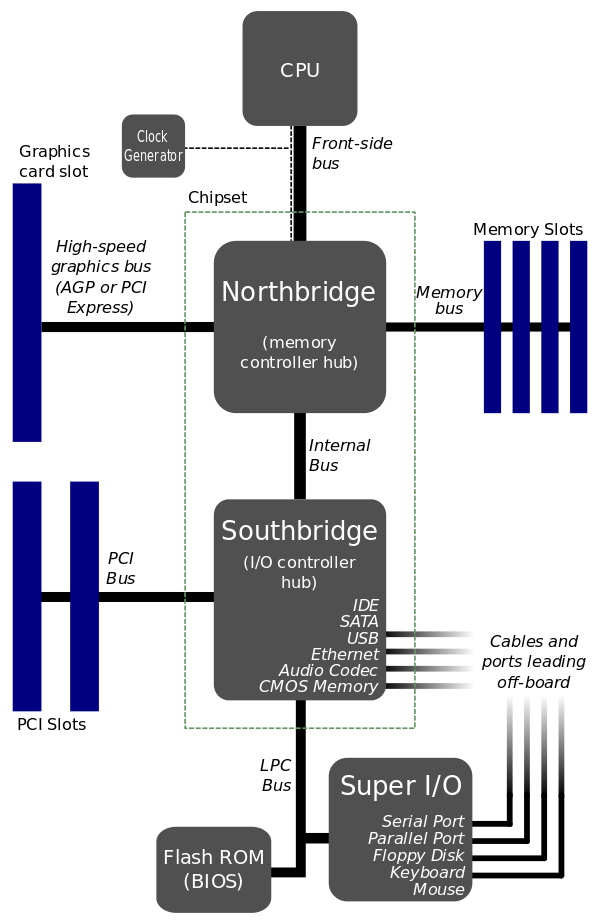 CPU
Clock
Generator
Front-side
bus
Graphics
card slot
Chipset
High-speed
graphics bus
(AGP or PCI
Express)
Northbridge
(memory
controller hub)
Memory
bus
Memory Slots
Internal
Bus
Southbridge
(I/O controller
hub)
IDE
SATA
USB
Ethernet
Audio Codec
CMOS Memory
PCI
Bus
PCI Slots
Cables and
ports leading
off-board
LPC
Bus
Super I/O
Serial Port
Parallel Port
Floppy Disk
Keyboard
Mouse
Flash ROM
(BIOS)